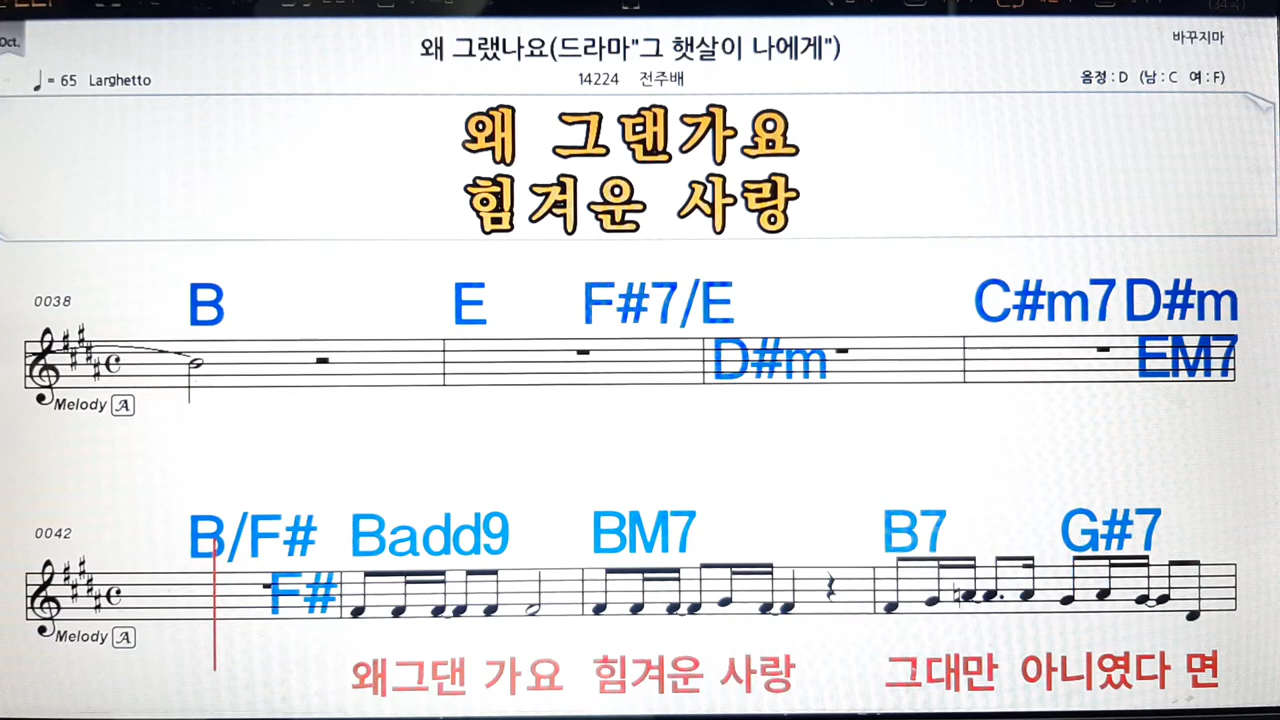 Oct.
왜 그랬나요(드라마"그 햇살이 나에게")
바꾸지마
♩= 65 Larghetto
14224 전주배
음정 : D (남 : C 여 : F)
왜 그댄가요
힘겨운 사랑
0038
B E F#7/E C#m7 D#m
D#m EM7
Melody A
0042
B/F# Badd9 BM7 B7 G#7
F#
Melody A
왜그댄 가요 힘겨운 사랑 그대만 아니였다 면